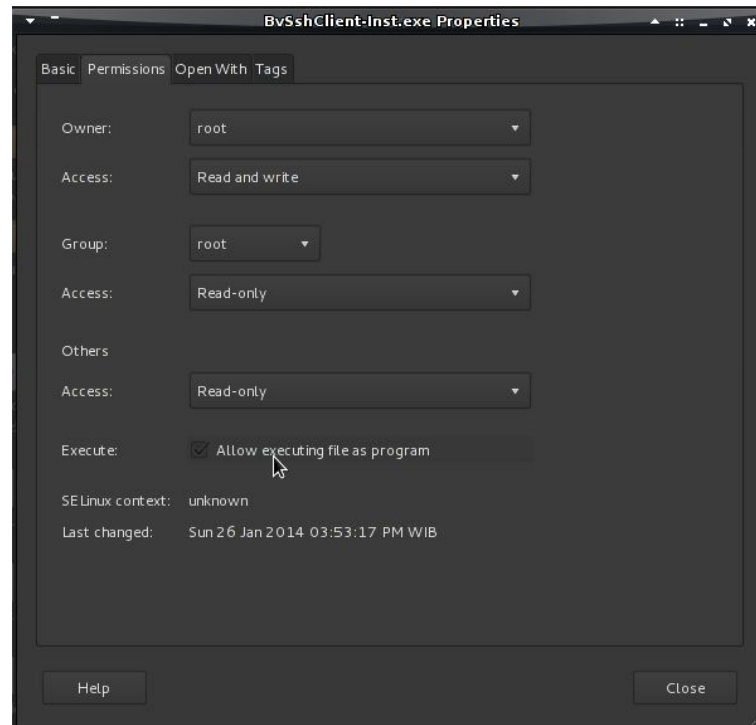 BvSshClient-Inst.exe Properties
Basic Permissions Open With Tags
Owner: root
Access: Read and write
Group: root
Access: Read-only
Others
Access: Read-only
Execute: Allow executing file as program
SELinux context: unknown
Last changed: Sun 26 Jan 2014 03:53:17 PM WIB
Help Close